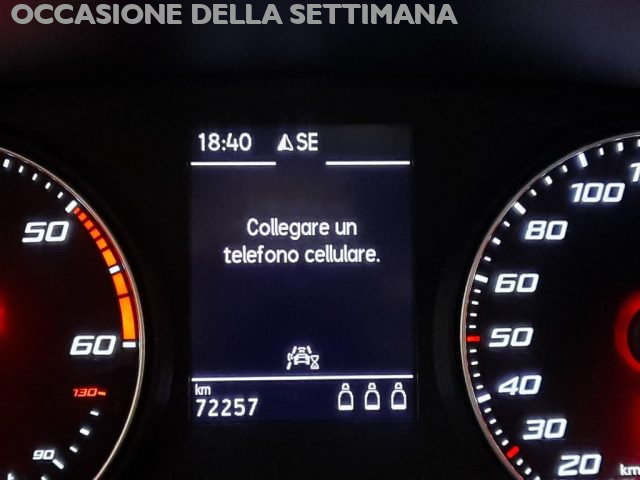 OCCASIONE DELLA SETTIMANA
18:40 SE
Collegare un
telefono cellulare.
km
72257
50
60
130
90
100
80
50
40
30
20
km